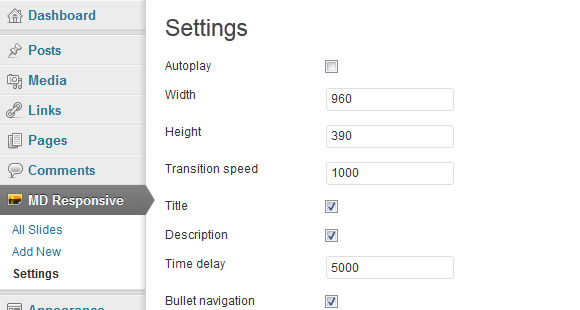 Dashboard
Posts
Media
Links
Pages
Comments
MD Responsive
All Slides
Add New
Settings
Appearance
Settings
Autoplay
Width 960
Height 390
Transition speed 1000
Title
Description
Time delay 5000
Bullet navigation